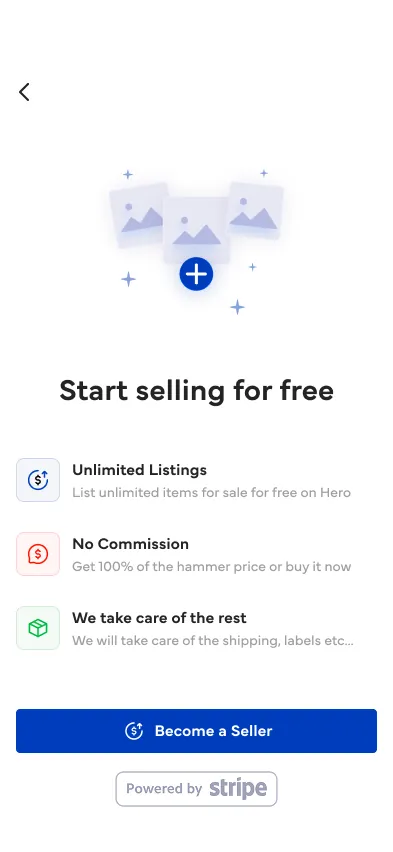 Start selling for free
Unlimited Listings
List unlimited items for sale for free on Hero
No Commission
Get 100% of the hammer price or buy it now
We take care of the rest
We will take care of the shipping, labels etc...
Become a Seller
Powered by stripe